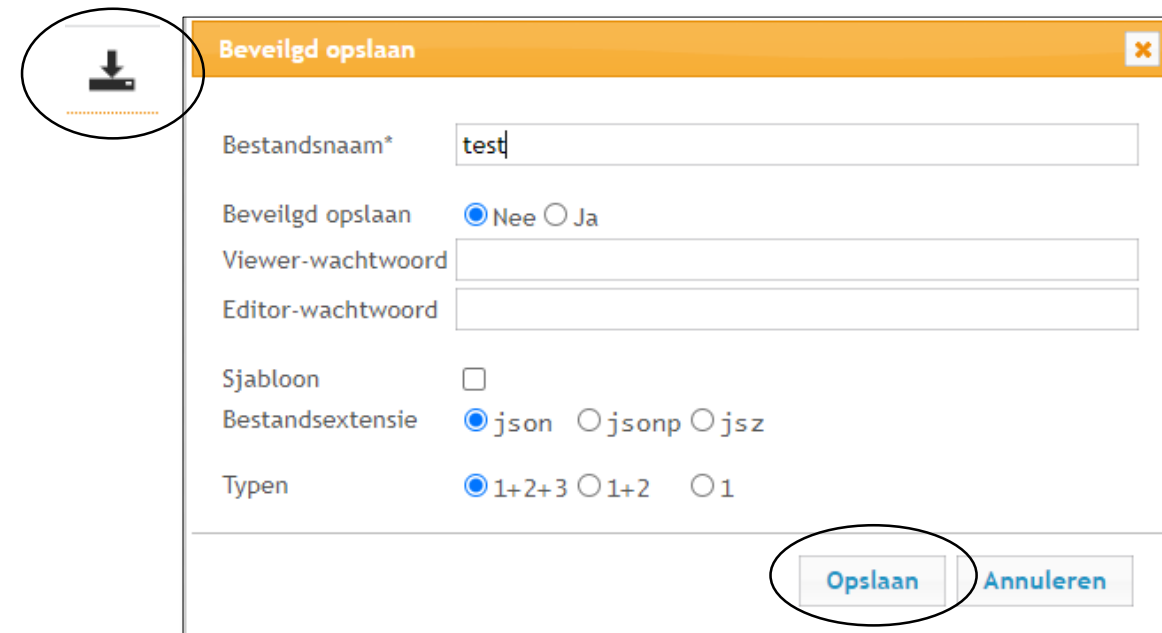 Beveilgd opslaan
Bestandsnaam* test
Beveilgd opslaan Nee Ja
Viewer-wachtwoord
Editor-wachtwoord
Sjabloon
Bestandsextensie json jsonp jsz
Typen 1+2+3 1+2 1
Opslaan Annuleren